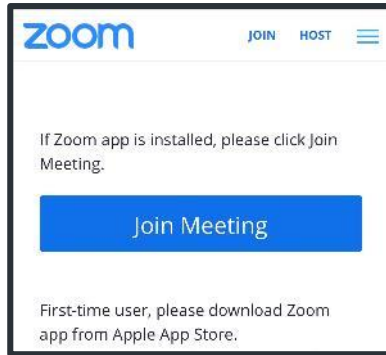 zoom JOIN HOST
If Zoom app is installed, please click Join
Meeting.
Join Meeting
First-time user, please download Zoom
app from Apple App Store.